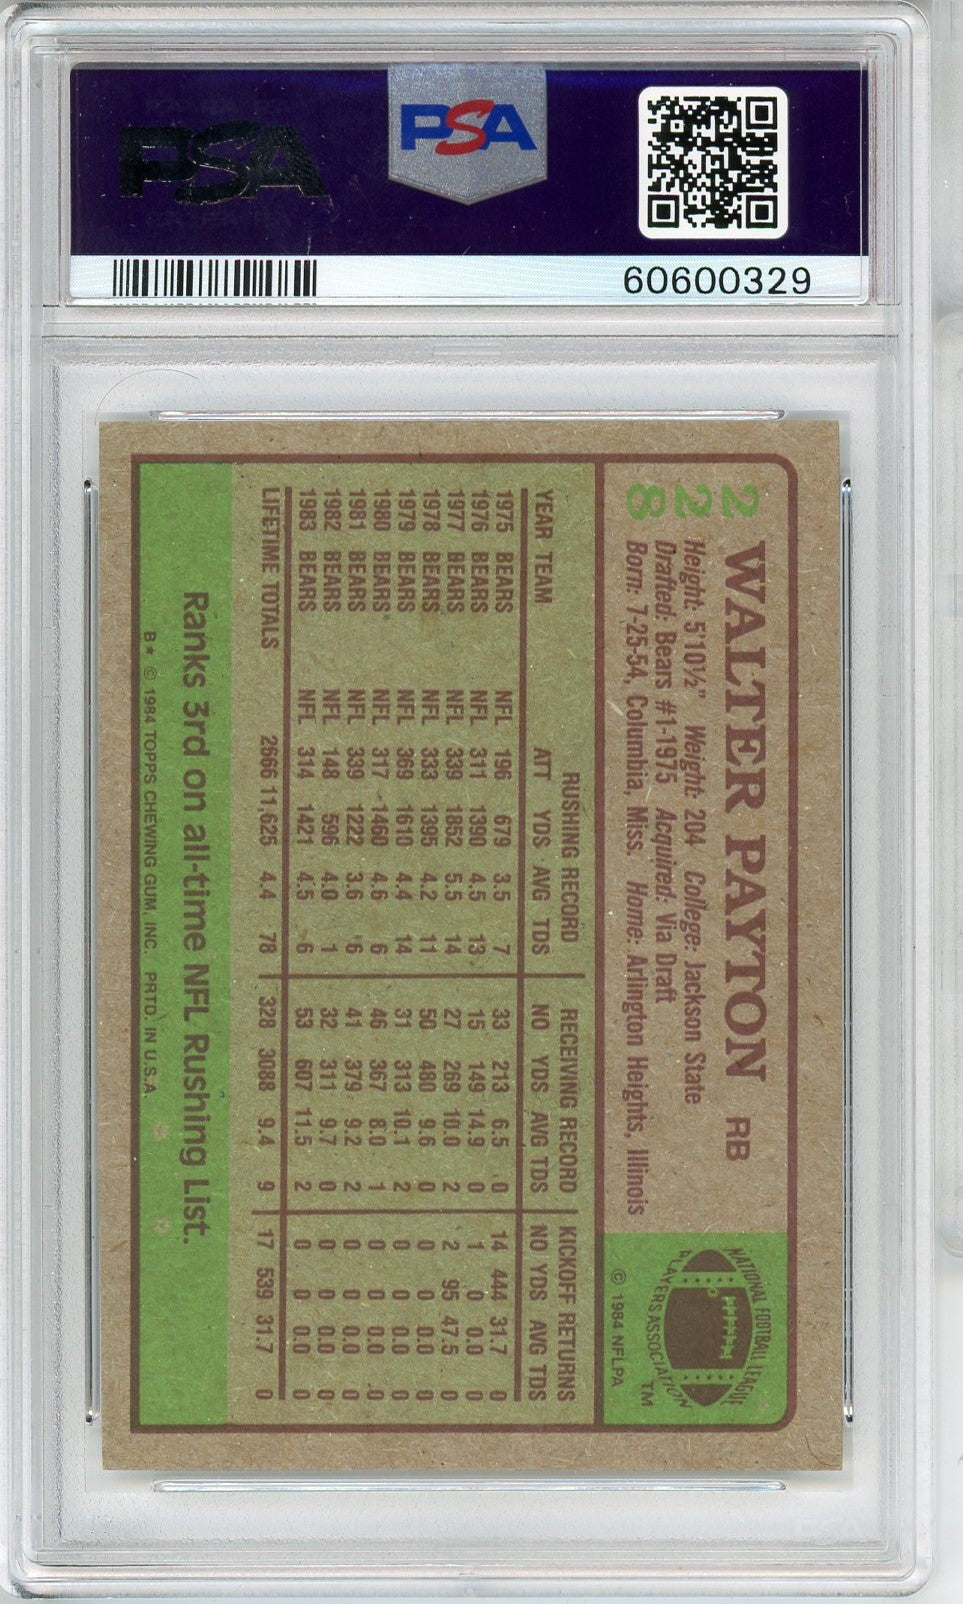 PSA
PSA
60600329
228
WALTER PAYTON RB
Height: 5'10½" Weight: 204 College: Jackson State
Drafted: Bears #1-1975 Acquired: Via Draft
Born: 7-25-54, Columbia, Miss. Home: Arlington Heights, Illinois
NATIONAL FOOTBALL LEAGUE
PLAYERS ASSOCIATION
TM
© 1984 NFLPA
RUSHING RECORD RECEIVING RECORD KICKOFF RETURNS
YEAR TEAM ATT YDS AVG TDS NO YDS AVG TDS NO YDS AVG TDS
1975 BEARS NFL 196 679 3.5 7 33 213 6.5 0 14 444 31.7 0
1976 BEARS NFL 311 1390 4.5 13 15 149 14.9 0 1 0 0.0 0
1977 BEARS NFL 339 1852 5.5 14 27 269 10.0 2 2 95 47.5 0
1978 BEARS NFL 333 1395 4.2 11 50 480 9.6 0 0 0 0.0 0
1979 BEARS NFL 369 1610 4.4 14 31 313 10.1 2 0 0 0.0 0
1980 BEARS NFL 317 1460 4.6 6 46 367 8.0 1 0 0 0.0 0
1981 BEARS NFL 339 1222 3.6 6 41 379 9.2 2 0 0 0.0 0
1982 BEARS NFL 148 596 4.0 1 32 311 9.7 0 0 0 0.0 0
1983 BEARS NFL 314 1421 4.5 6 53 607 11.5 2 0 0 0.0 0
LIFETIME TOTALS 2666 11,625 4.4 78 328 3088 9.4 9 17 539 31.7 0
Ranks 3rd on all-time NFL Rushing List.
B* © 1984 TOPPS CHEWING GUM, INC. PRTD. IN U.S.A.